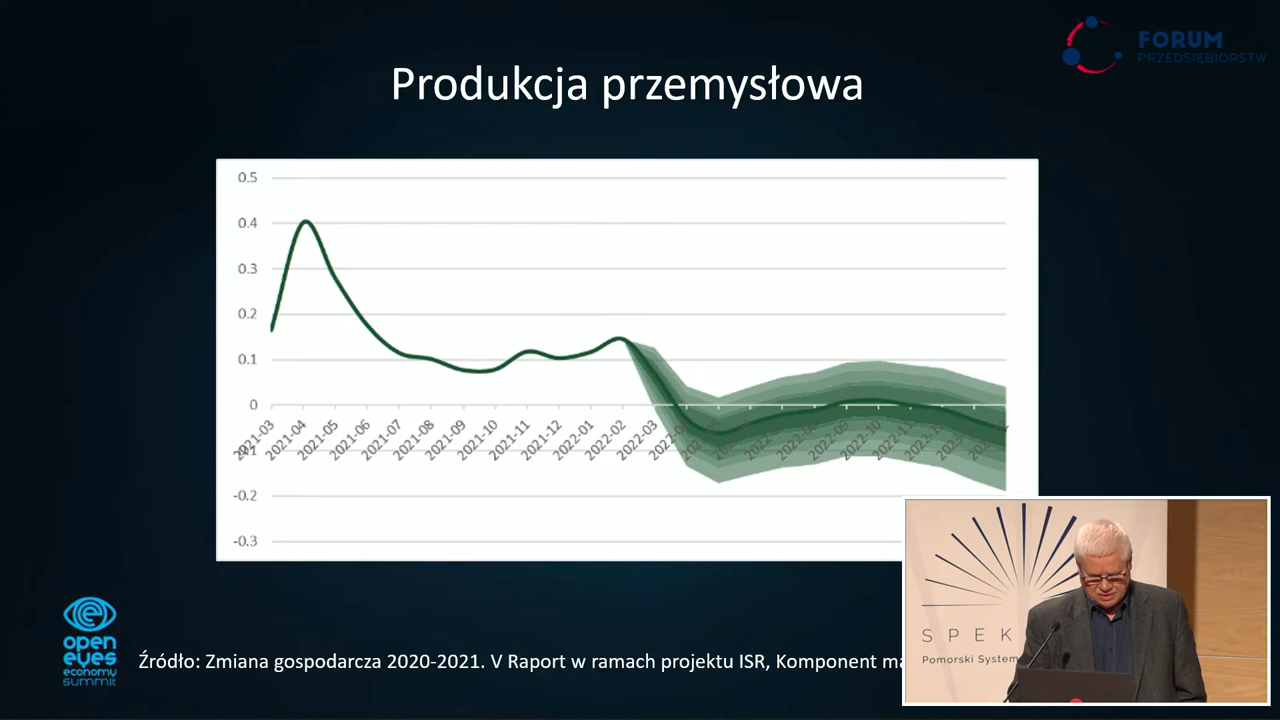 FORUM
PRZEDSIĘBIORSTW
Produkcja przemysłowa
0.5
0.4
0.3
0.2
0.1
0
-0.1
-0.2
-0.3
2021-03
2021-04
2021-05
2021-06
2021-07
2021-08
2021-09
2021-10
2021-11
2021-12
2022-01
2022-02
2022-03
open
eyes
economy
summit
Źródło: Zmiana gospodarcza 2020-2021. V Raport w ramach projektu ISR, Komponent
SPEK
Pomorski System